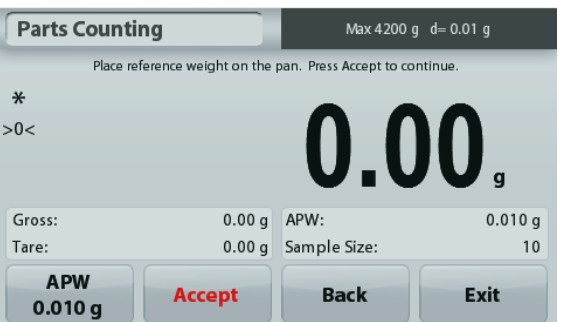 Parts Counting
Max 4200 g d= 0.01 g
Place reference weight on the pan. Press Accept to continue.
*
>0<
0.00 g
Gross: 0.00 g
Tare: 0.00 g
APW: 0.010 g
Sample Size: 10
APW
0.010 g
Accept
Back
Exit